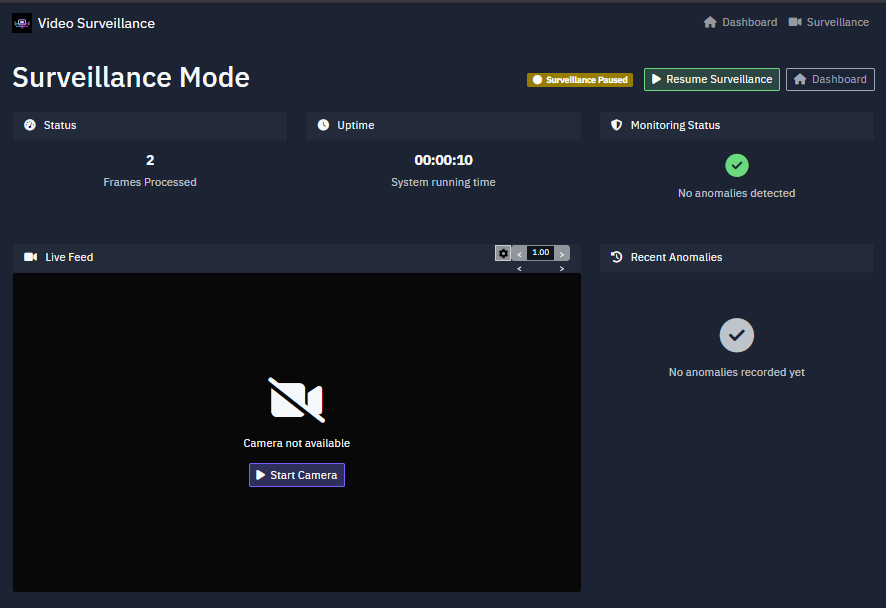 Video Surveillance
Dashboard
Surveillance
Surveillance Mode
Surveillance Paused
Resume Surveillance
Dashboard
Status
2
Frames Processed
Uptime
00:00:10
System running time
Monitoring Status
No anomalies detected
Live Feed
< 1.00 >
< >
Camera not available
Start Camera
Recent Anomalies
No anomalies recorded yet